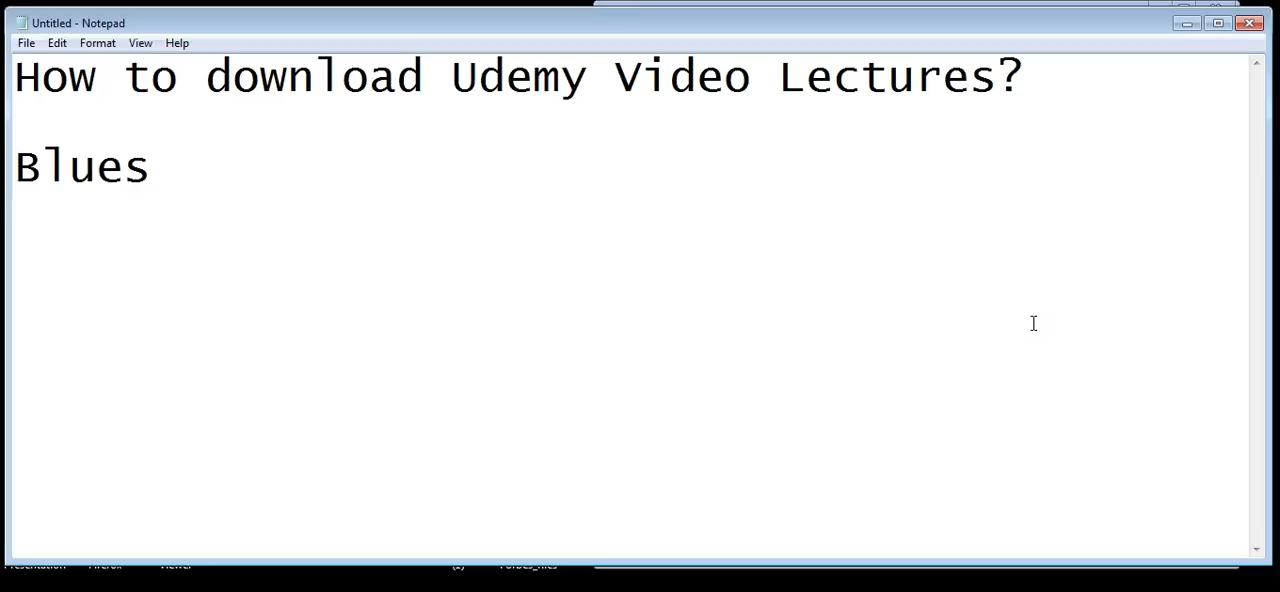 Untitled - Notepad
File Edit Format View Help
How to download Udemy Video Lectures?
Blues